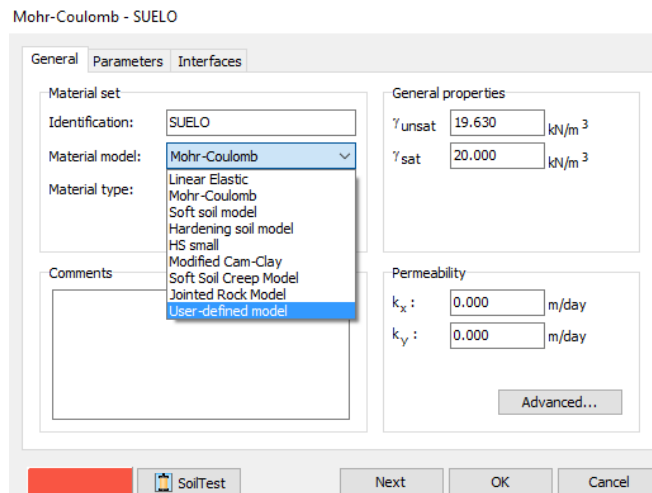 Mohr-Coulomb - SUELO
General Parameters Interfaces
Material set
Identification: SUELO
Material model: Mohr-Coulomb
Material type:
Linear Elastic
Mohr-Coulomb
Soft soil model
Hardening soil model
HS small
Modified Cam-Clay
Soft Soil Creep Model
Jointed Rock Model
User-defined model
General properties
γunsat 19.630 kN/m 3
γsat 20.000 kN/m 3
Comments
Permeability
kx : 0.000 m/day
ky : 0.000 m/day
Advanced...
SoilTest Next OK Cancel